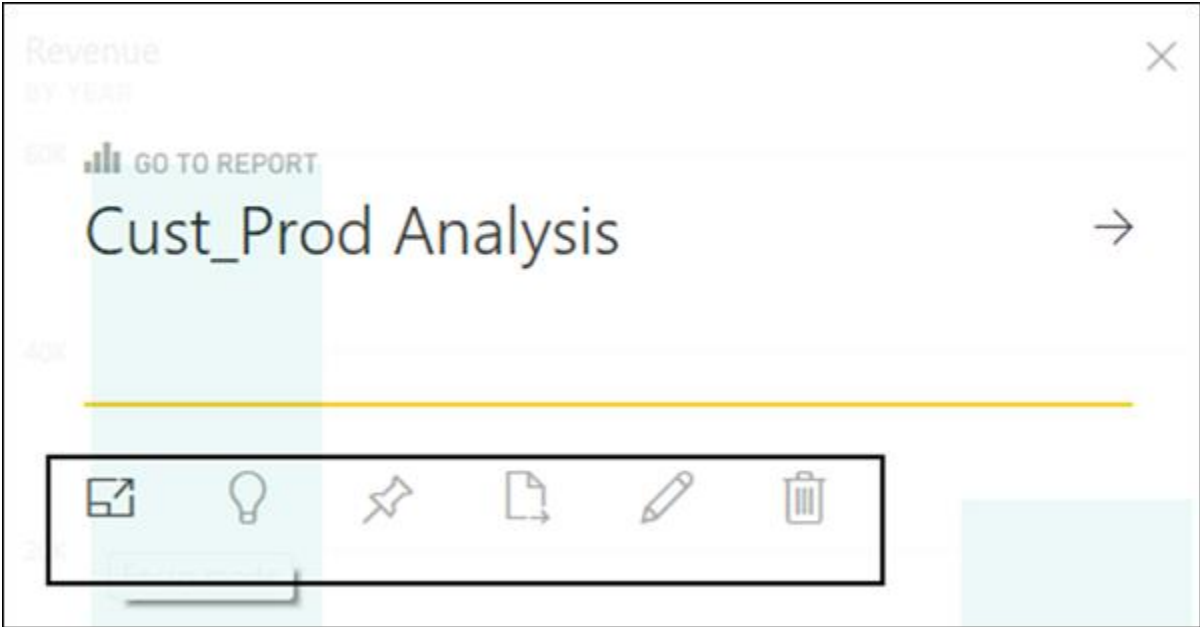 Revenue
BY YEAR
60K
GO TO REPORT
Cust_Prod Analysis
40K
20K